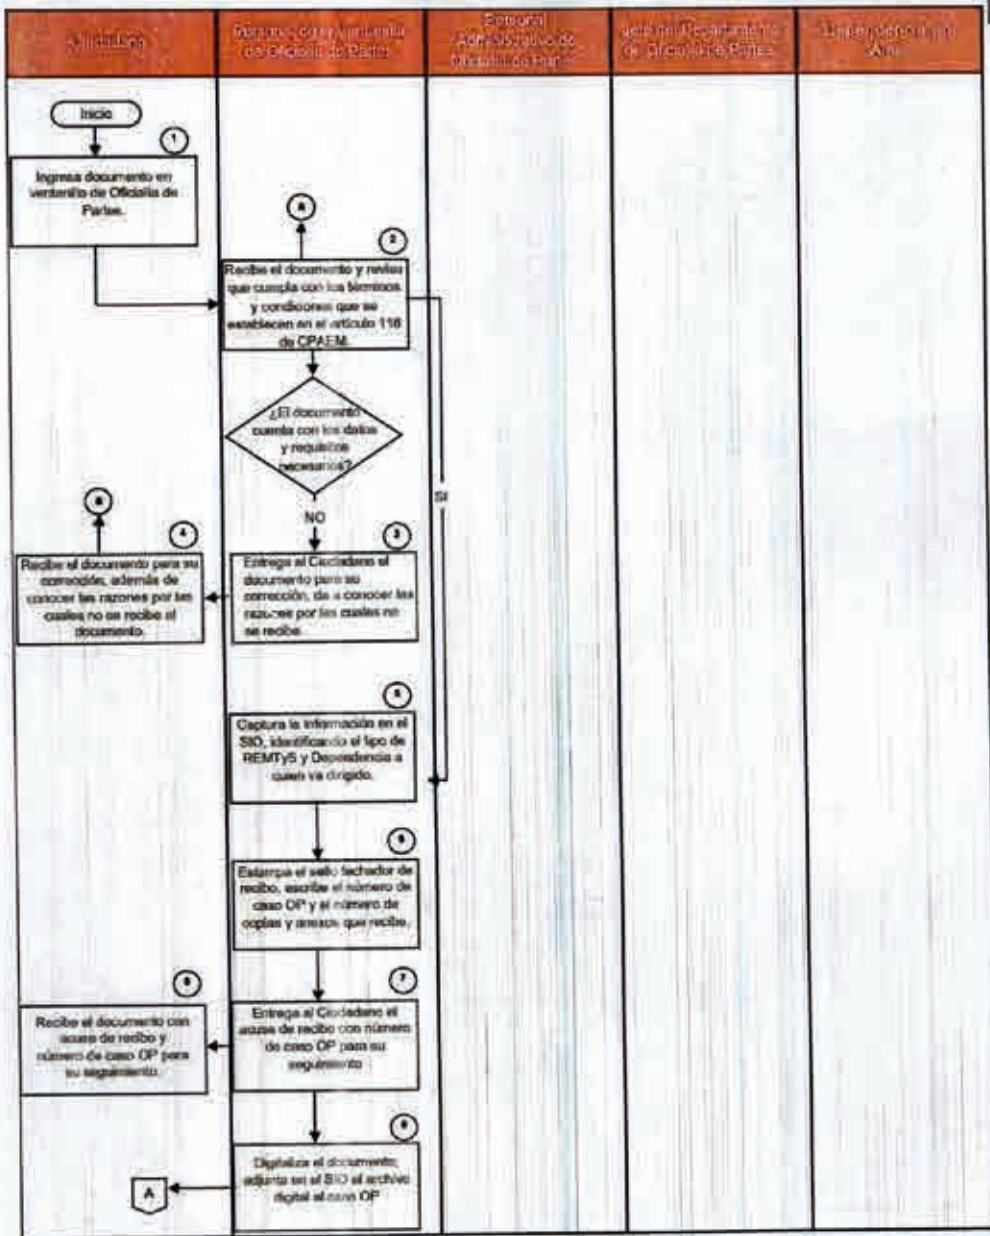 Ciudadano
Personal de la Ventanilla
de Oficialía de Partes
Personal
Administrativo de
Oficialía de Partes
Departamento
de Oficialía de Partes
Inicio
1
Ingresa documento en
ventanilla de Oficialía de
Partes.
2
Recibe el documento y revisa
que cumpla con los términos
y condiciones que se
establecen en el artículo 116
de CPAEM.
¿El documento
cuenta con los datos
y requisitos
necesarios?
SI
NO
4
Recibe el documento para su
corrección, además de
conocer las razones por las
cuales no se recibe el
documento.
3
Entrega al Ciudadano el
documento para su
corrección, da a conocer las
razones por las cuales no
se recibe.
5
Captura la información en el
SIO, identificando el tipo de
REMTyS y Dependencia a
quien va dirigido.
6
Estampa el sello fechador de
recibo, escribe el número de
caso OP y el número de
copias y anexos que recibe.
8
Recibe el documento con
acuse de recibo y
número de caso OP para
su seguimiento.
7
Entrega al Ciudadano el
acuse de recibo con número
de caso OP para su
seguimiento
9
Digitaliza el documento,
adjunta en el SIO el archivo
digital al caso OP
A